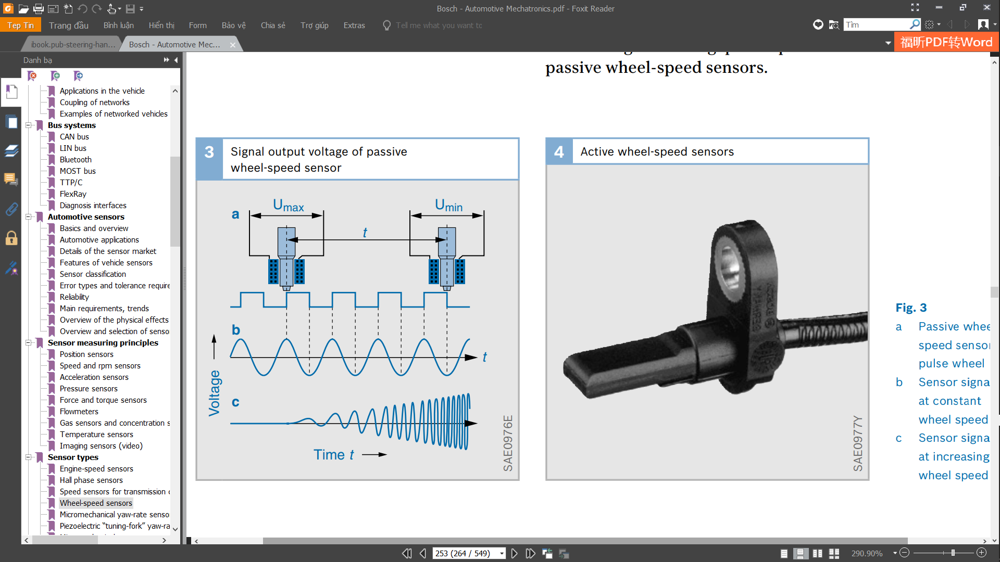 Bosch - Automotive Mechatronics.pdf - Foxit Reader
Tep Tin
Trang đầu
Bình luận
Hiển thị
Form
Bảo vệ
Chia sẻ
Trợ giúp
Extras
Tell me what you want to
Tìm
ibook.pub-steering-han...
Bosch - Automotive Mec...
福昕PDF转Word
Danh bạ
Applications in the vehicle
Coupling of networks
Examples of networked vehicles
Bus systems
CAN bus
LIN bus
Bluetooth
MOST bus
TTP/C
FlexRay
Diagnosis interfaces
Automotive sensors
Basics and overview
Automotive applications
Details of the sensor market
Features of vehicle sensors
Sensor classification
Error types and tolerance require
Reliability
Main requirements, trends
Overview of the physical effects
Overview and selection of senso
Sensor measuring principles
Position sensors
Speed and rpm sensors
Acceleration sensors
Pressure sensors
Force and torque sensors
Flowmeters
Gas sensors and concentration s
Temperature sensors
Imaging sensors (video)
Sensor types
Engine-speed sensors
Hall phase sensors
Speed sensors for transmission c
Wheel-speed sensors
Micromechanical yaw-rate senso
Piezoelectric “tuning-fork” yaw-ra
passive wheel-speed sensors.
3 Signal output voltage of passive
wheel-speed sensor
a
Umax
Umin
t
b
t
Voltage
c
Time t
SAE0976E
4 Active wheel-speed sensors
SAE0977Y
Fig. 3
a Passive whee
speed sensor
pulse wheel
b Sensor signa
at constant
wheel speed
c Sensor signa
at increasing
wheel speed
253 (264 / 549)
290.90%